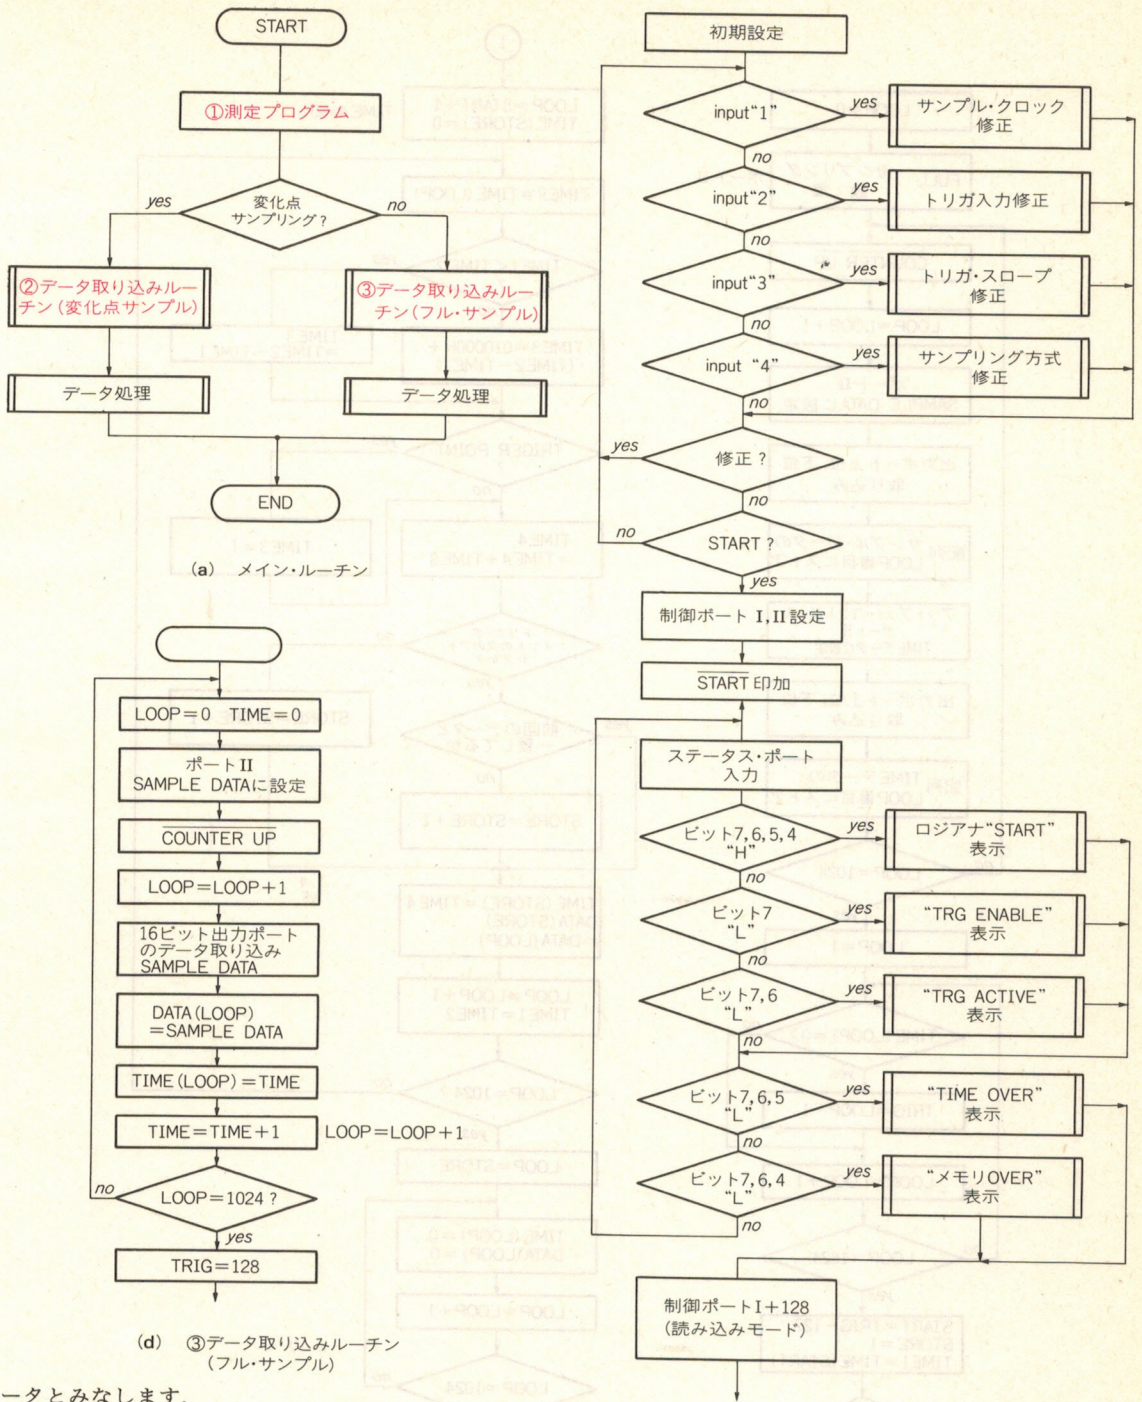 START
①測定プログラム
変化点
サンプリング?
yes
no
②データ取り込みルー
チン(変化点サンプル)
③データ取り込みルー
チン(フル・サンプル)
データ処理
データ処理
END
(a) メイン・ルーチン
LOOP=0 TIME=0
ポートII
SAMPLE DATAに設定
COUNTER UP
LOOP=LOOP+1
16ビット出力ポート
のデータ取り込み
SAMPLE DATA
DATA(LOOP)
=SAMPLE DATA
TIME(LOOP)=TIME
TIME=TIME+1
LOOP=LOOP+1
LOOP=1024?
no
yes
TRIG=128
(d) ③データ取り込みルーチン
(フル・サンプル)
ータとみなします.
初期設定
input“1”
yes
サンプル・クロック
修正
no
input“2”
yes
トリガ入力修正
no
input“3”
yes
トリガ・スロープ
修正
no
input “4”
yes
サンプリング方式
修正
no
修正?
yes
no
START?
no
yes
制御ポート I,II設定
START 印加
ステータス・ポート
入力
ビット7,6,5,4
“H”
yes
ロジアナ“START”
表示
no
ビット7
“L”
yes
“TRG ENABLE”
表示
no
ビット7,6
“L”
yes
“TRG ACTIVE”
表示
no
ビット7,6,5
“L”
yes
“TIME OVER”
表示
no
ビット7,6,4
“L”
yes
“メモリOVER”
表示
no
制御ポートI+128
(読み込みモード)